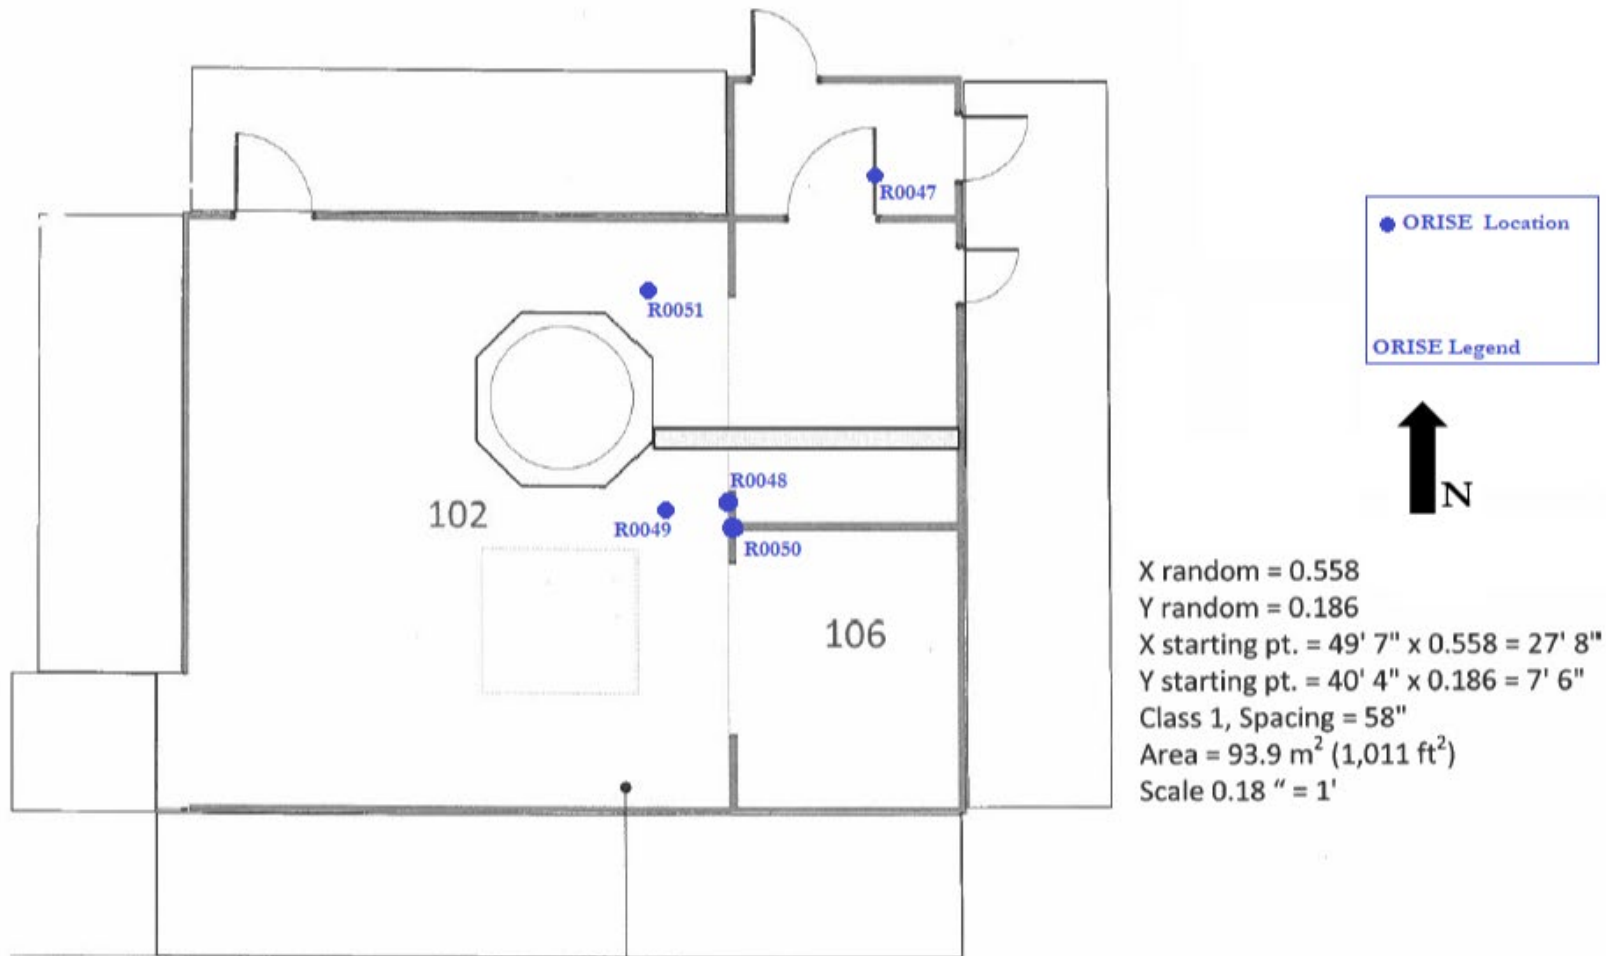 R0047
ORISE Location
R0051
ORISE Legend
R0048
N
102
R0049
R0050
106
X random = 0.558
Y random = 0.186
X starting pt. = 49' 7" x 0.558 = 27' 8"
Y starting pt. = 40' 4" x 0.186 = 7' 6"
Class 1, Spacing = 58"
Area = 93.9 m² (1,011 ft²)
Scale 0.18 “ = 1'